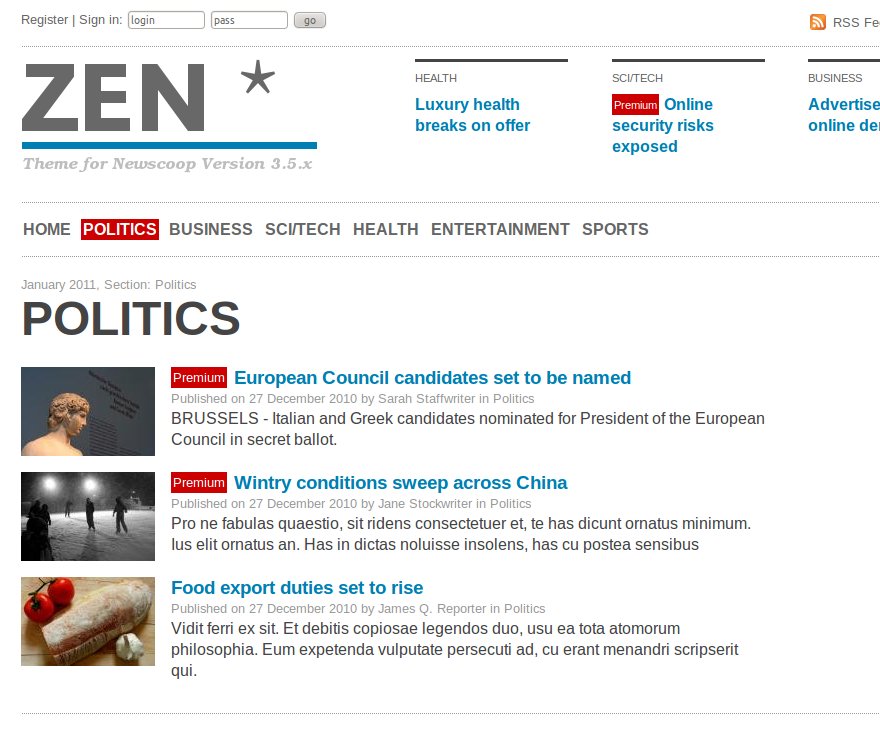 Register | Sign in: login pass go
RSS Fe
ZEN *
Theme for Newscoop Version 3.5.x
HEALTH
Luxury health
breaks on offer
SCI/TECH
Premium Online
security risks
exposed
BUSINESS
Advertise
online de
HOME POLITICS BUSINESS SCI/TECH HEALTH ENTERTAINMENT SPORTS
January 2011, Section: Politics
POLITICS
Premium European Council candidates set to be named
Published on 27 December 2010 by Sarah Staffwriter in Politics
BRUSSELS - Italian and Greek candidates nominated for President of the European
Council in secret ballot.
Premium Wintry conditions sweep across China
Published on 27 December 2010 by Jane Stockwriter in Politics
Pro ne fabulas quaestio, sit ridens consectetuer et, te has dicunt ornatus minimum.
Ius elit ornatus an. Has in dictas noluisse insolens, has cu postea sensibus
Food export duties set to rise
Published on 27 December 2010 by James Q. Reporter in Politics
Vidit ferri ex sit. Et debitis copiosae legendos duo, usu ea tota atomorum
philosophia. Eum expetenda vulputate persecuti ad, cu erant menandri scripserit
qui.